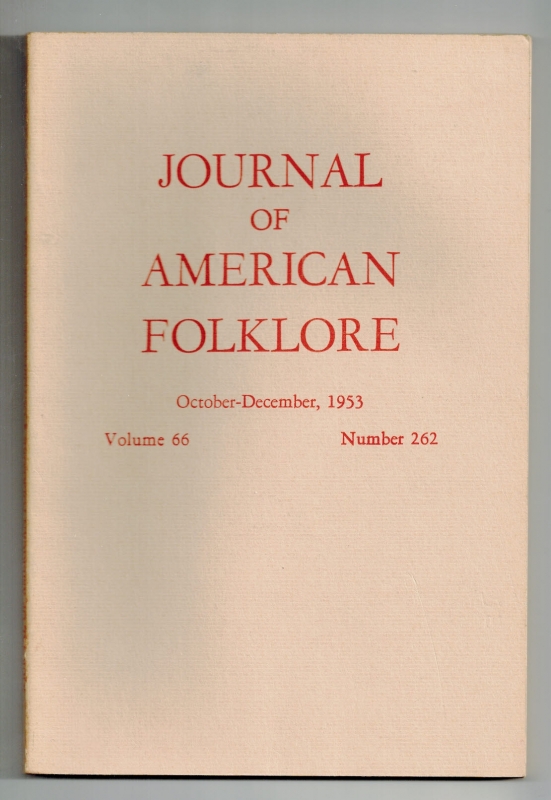 JOURNAL
OF
AMERICAN
FOLKLORE
October-December, 1953
Volume 66 Number 262